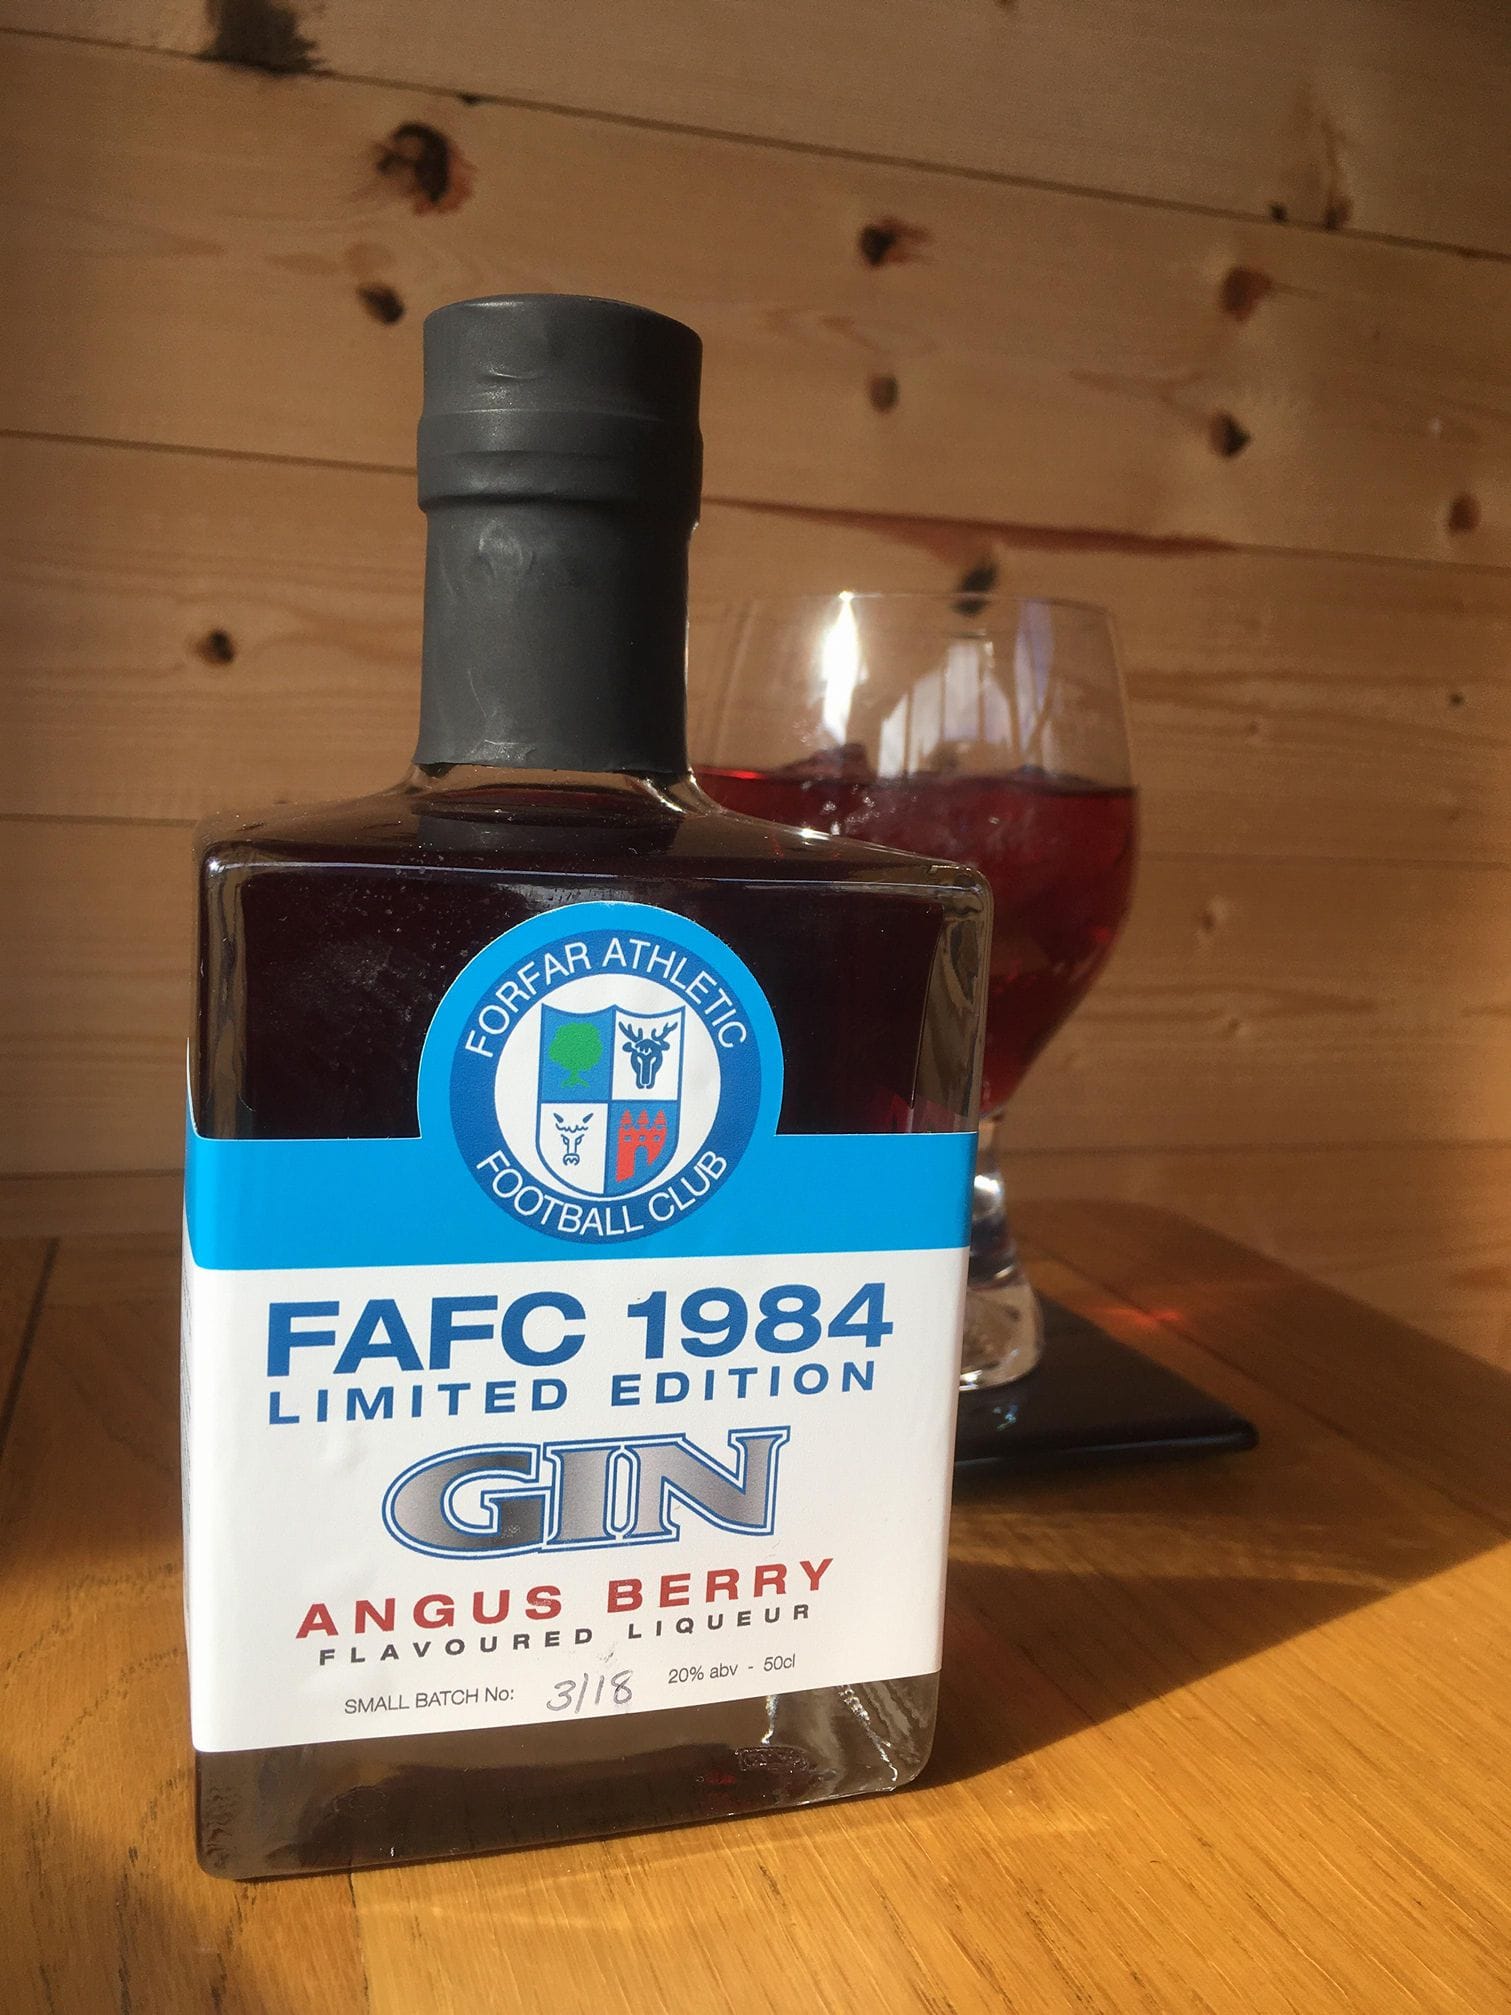 FORFAR ATHLETIC
FOOTBALL CLUB
FAFC 1984
LIMITED EDITION
GIN
ANGUS BERRY
FLAVOURED LIQUEUR
SMALL BATCH No: 3/18 20% abv - 50cl